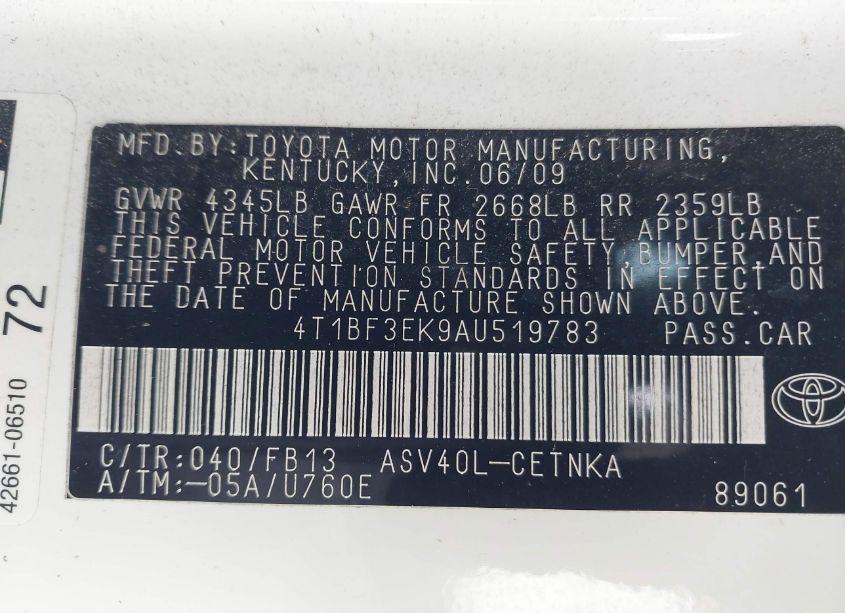 MFD.BY:TOYOTA MOTOR MANUFACTURING,
KENTUCKY,INC.06/09
GVWR 4345LB GAWR FR 2668LB RR 2359LB
THIS VEHICLE CONFORMS TO ALL APPLICABLE
FEDERAL MOTOR VEHICLE SAFETY,BUMPER,AND
THEFT PREVENTION STANDARDS IN EFFECT ON
THE DATE OF MANUFACTURE SHOWN ABOVE.
4T1BF3EK9AU519783 PASS.CAR
C/TR:040/FB13 ASV40L-CETNKA
A/TM:-05A/U760E
89061
42661-06510 72